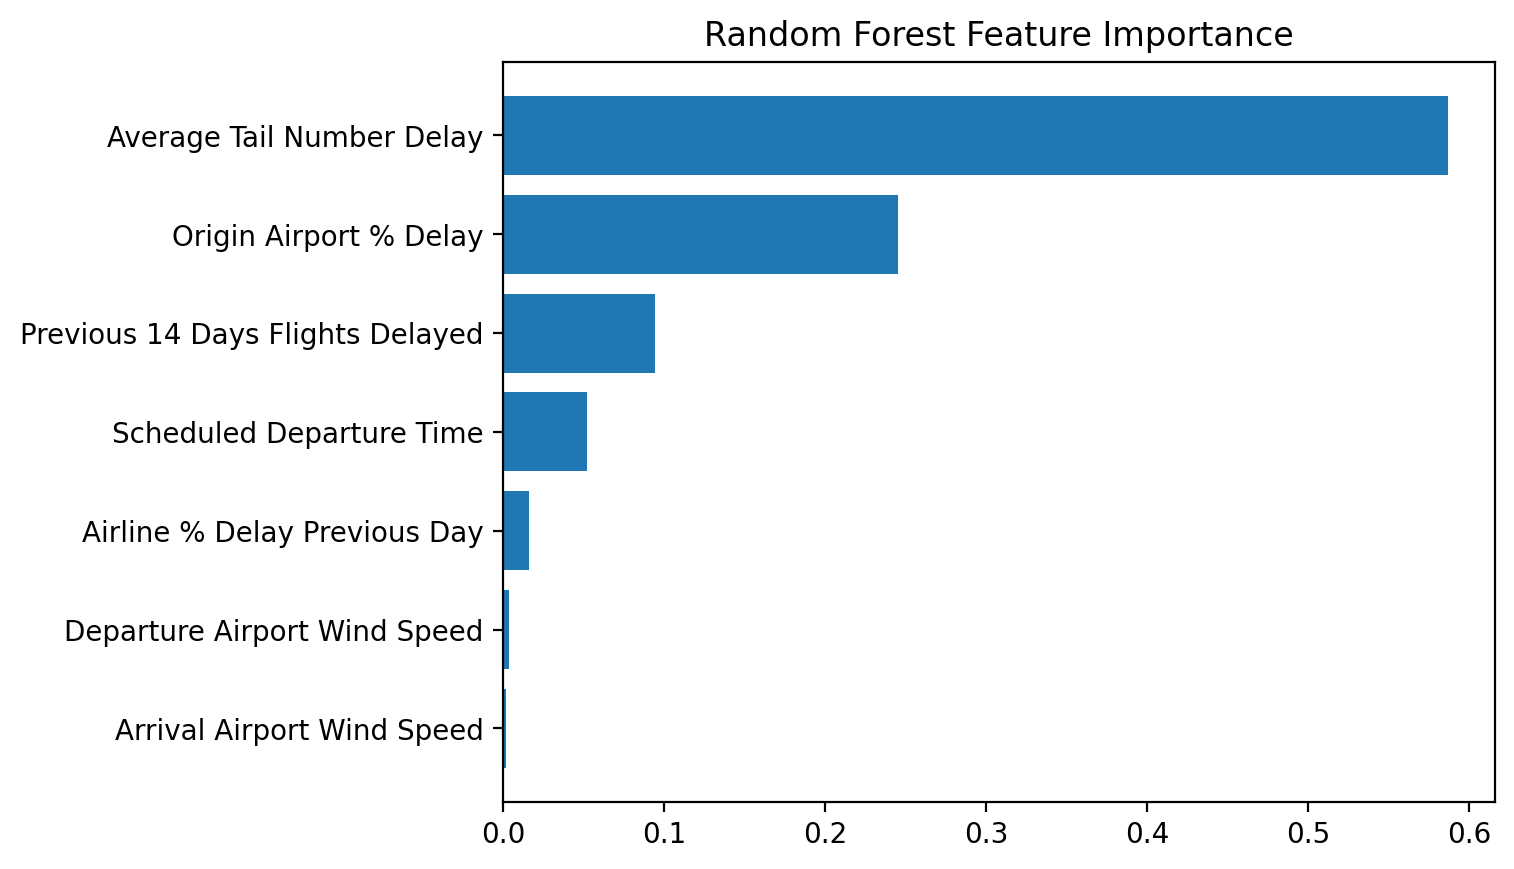 Random Forest Feature Importance
Average Tail Number Delay
Origin Airport % Delay
Previous 14 Days Flights Delayed
Scheduled Departure Time
Airline % Delay Previous Day
Departure Airport Wind Speed
Arrival Airport Wind Speed
0.0 0.1 0.2 0.3 0.4 0.5 0.6